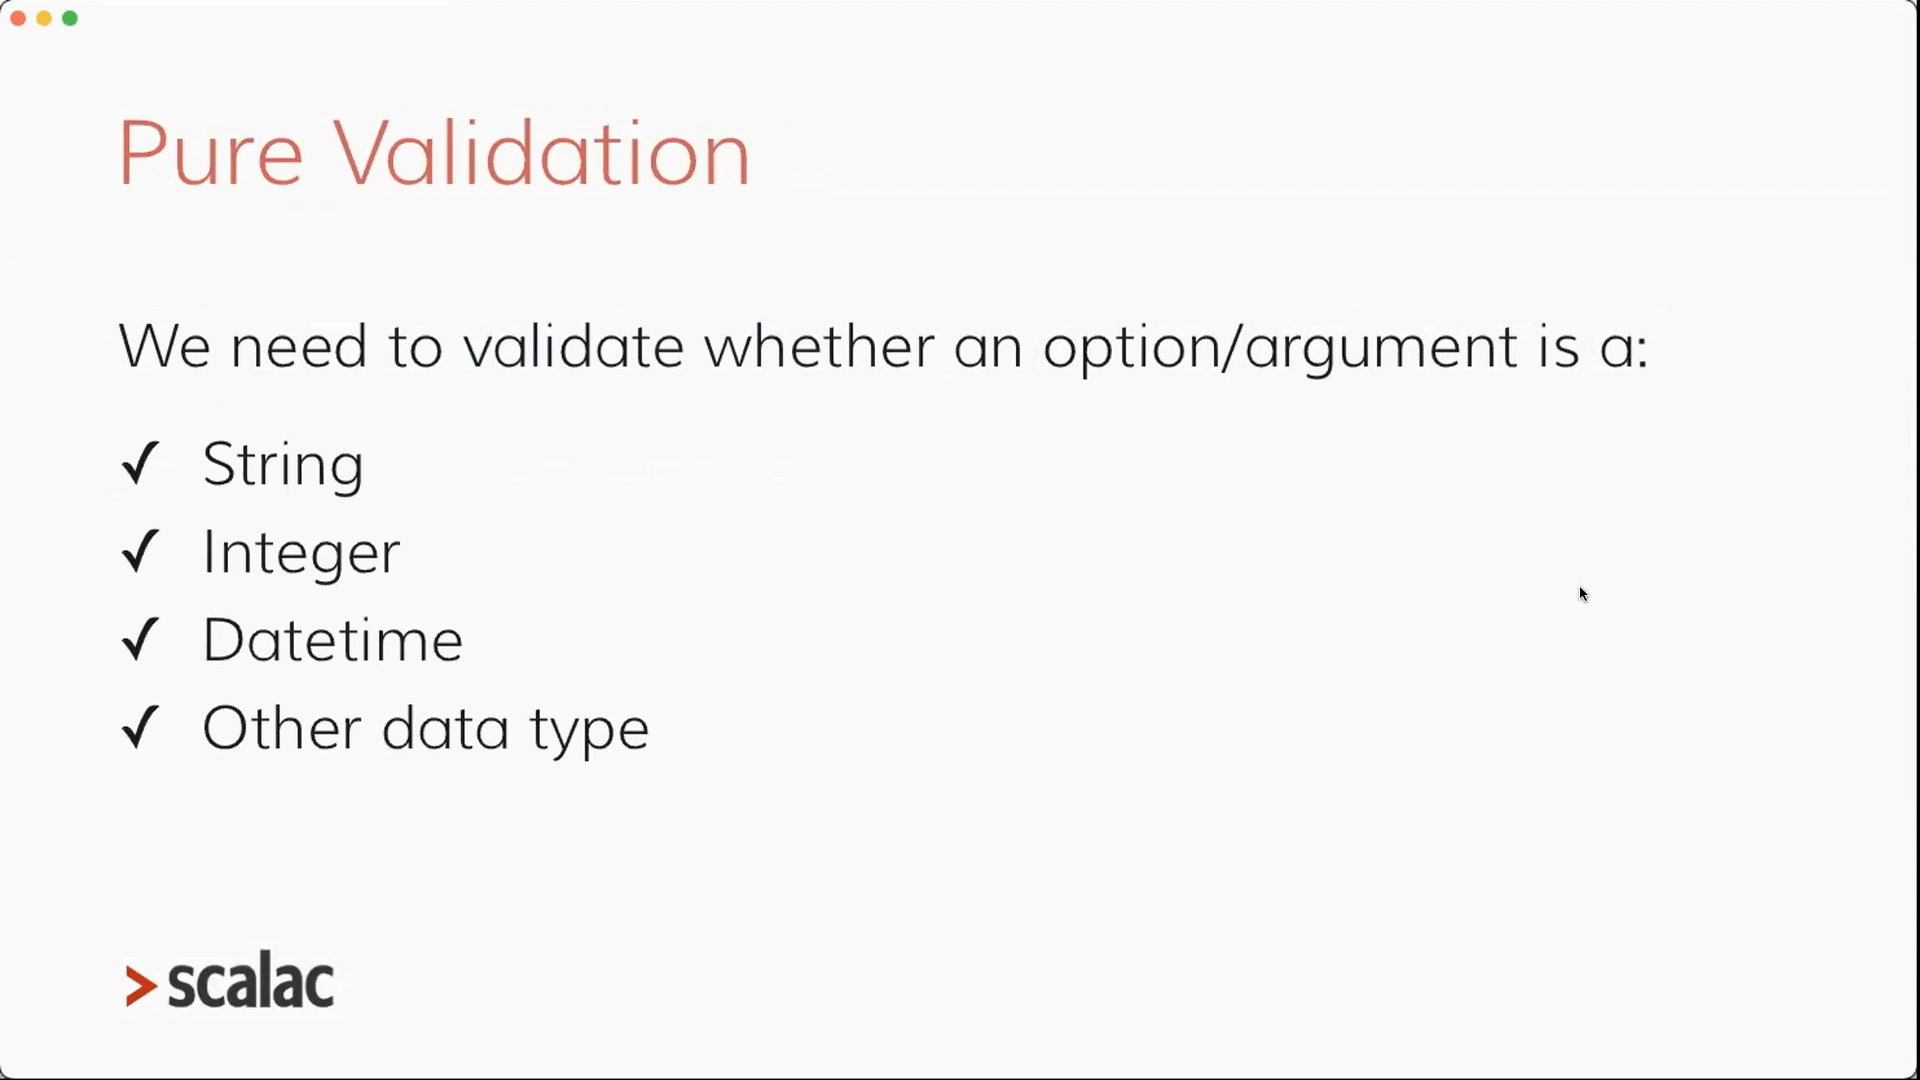 Pure Validation
We need to validate whether an option/argument is a:
✓ String
✓ Integer
✓ Datetime
✓ Other data type
> scalac